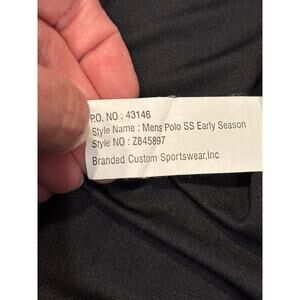 P.O. NO : 43146
Style Name : Mens Polo SS Early Season
Style NO : Z845897
Branded Custom Sportswear,Inc